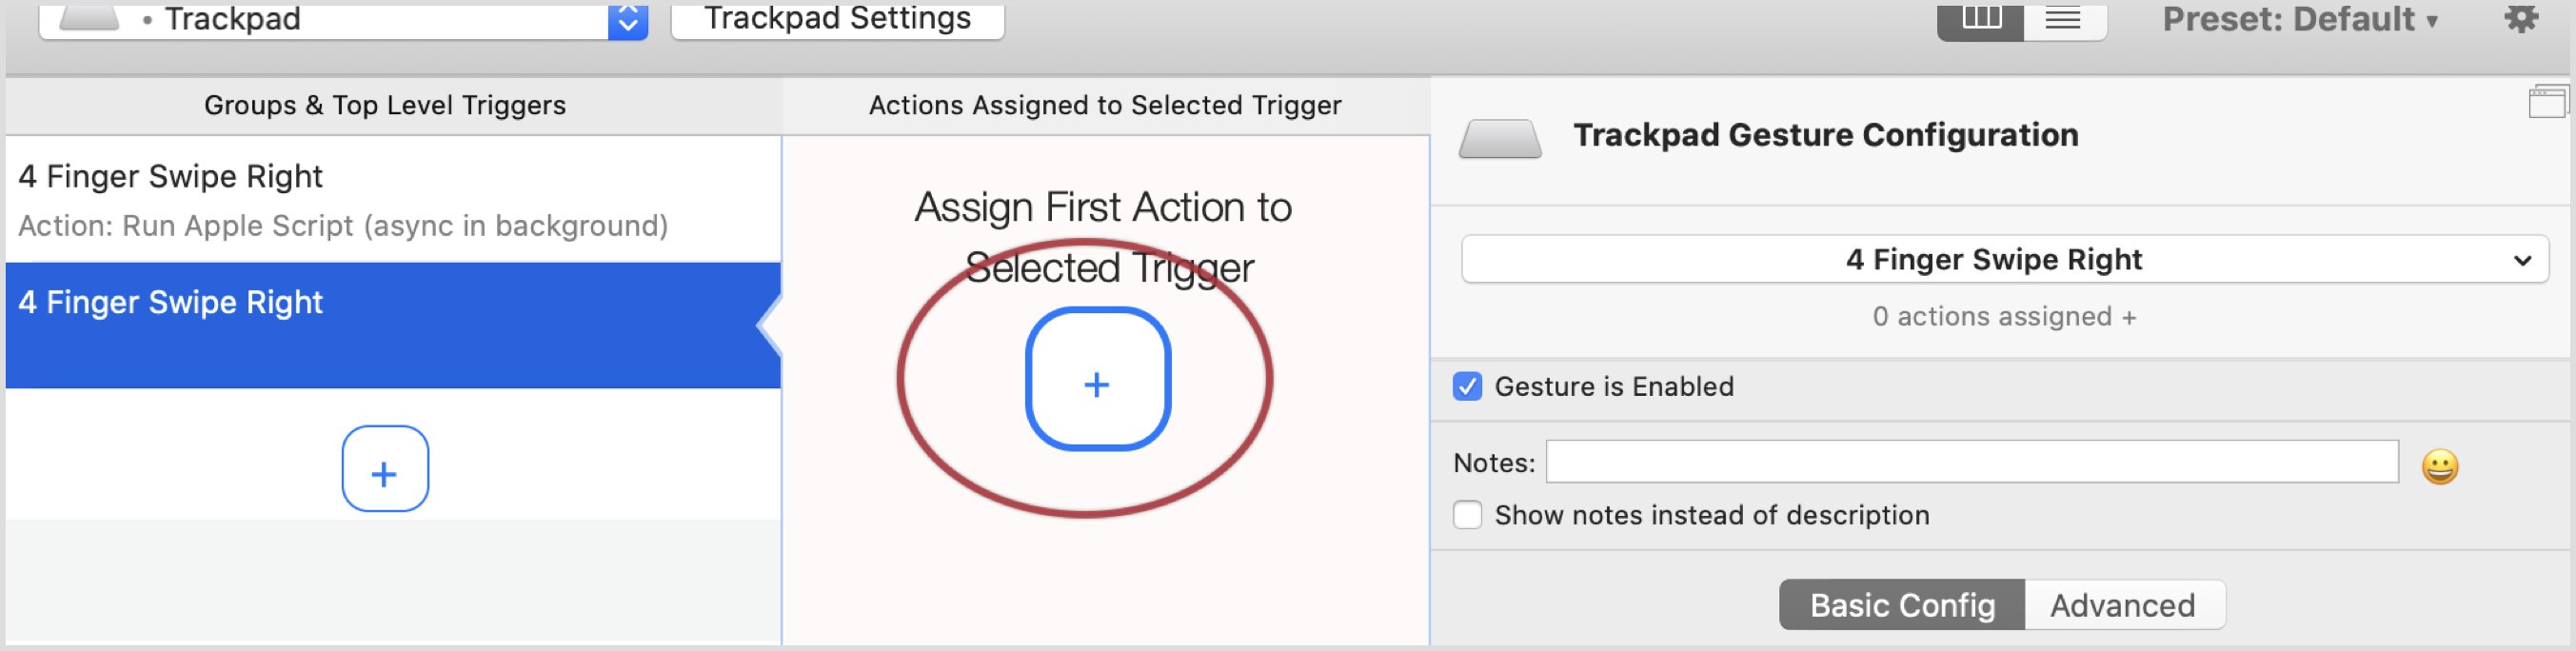 • Trackpad
Trackpad Settings
Preset: Default ▾
Groups & Top Level Triggers
Actions Assigned to Selected Trigger
4 Finger Swipe Right
Action: Run Apple Script (async in background)
4 Finger Swipe Right
+
Assign First Action to
Selected Trigger
+
Trackpad Gesture Configuration
4 Finger Swipe Right
0 actions assigned +
Gesture is Enabled
Notes:
Show notes instead of description
Basic Config
Advanced